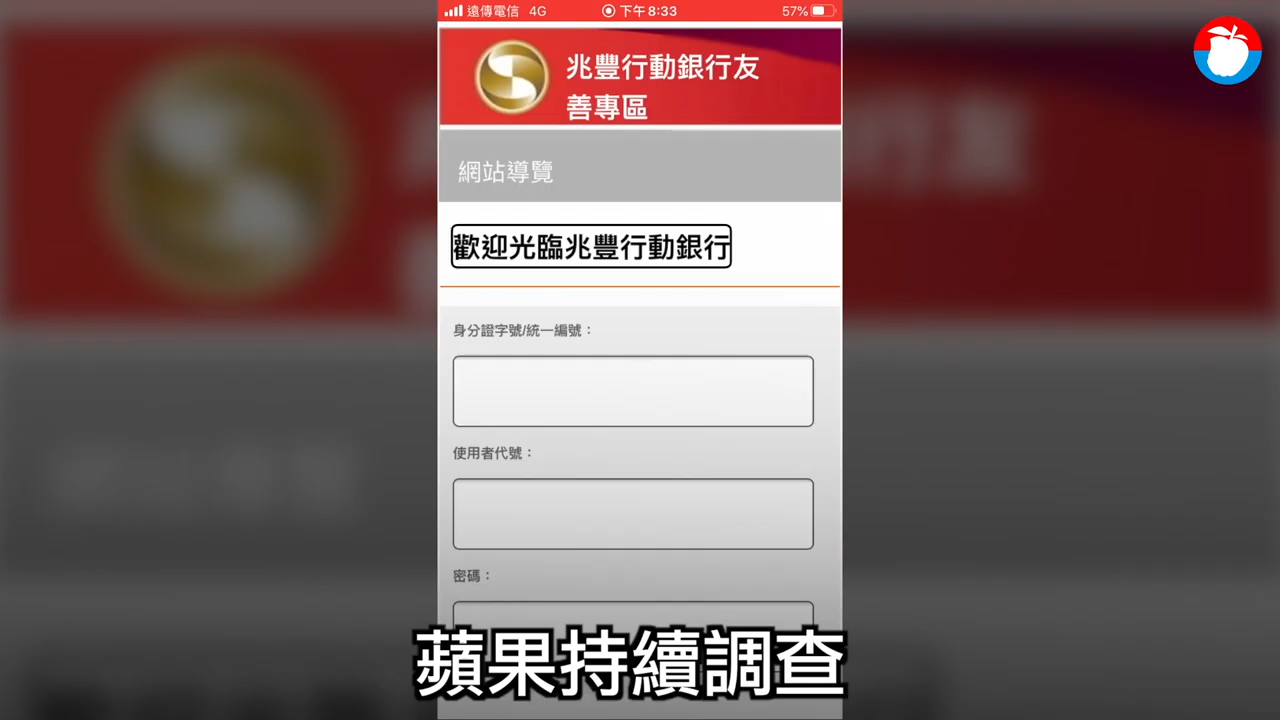 遠傳電信 4G 下午8:33 57%
兆豐行動銀行友
善專區
網站導覽
歡迎光臨兆豐行動銀行
身分證字號/統一編號：
使用者代號：
密碼：
蘋果持續調查